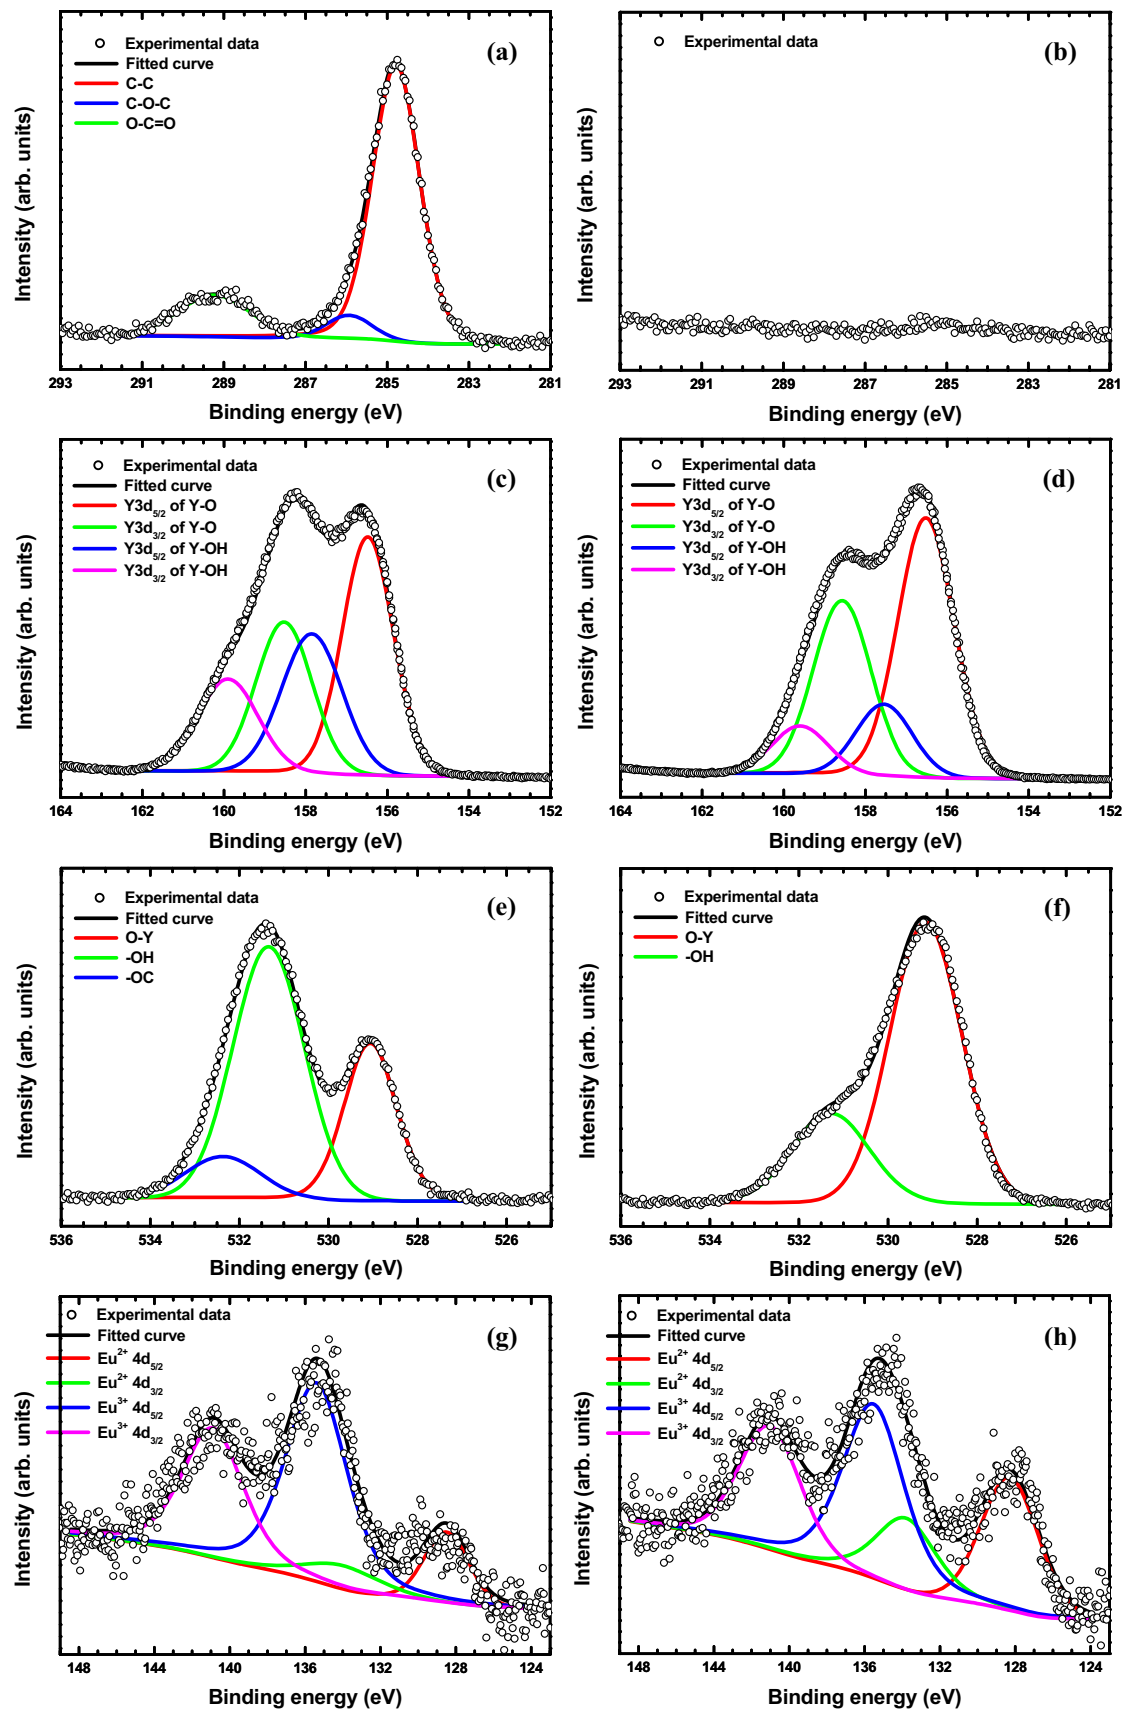 (a)
Experimental data
Fitted curve
C-C
C-O-C
O-C=O
Intensity (arb. units)
293 291 289 287 285 283 281
Binding energy (eV)
(b)
Experimental data
Intensity (arb. units)
293 291 289 287 285 283 281
Binding energy (eV)
(c)
Experimental data
Fitted curve
Y3d5/2 of Y-O
Y3d3/2 of Y-O
Y3d5/2 of Y-OH
Y3d3/2 of Y-OH
Intensity (arb. units)
164 162 160 158 156 154 152
Binding energy (eV)
(d)
Experimental data
Fitted curve
Y3d5/2 of Y-O
Y3d3/2 of Y-O
Y3d5/2 of Y-OH
Y3d3/2 of Y-OH
Intensity (arb. units)
164 162 160 158 156 154 152
Binding energy (eV)
(e)
Experimental data
Fitted curve
O-Y
-OH
-OC
Intensity (arb. units)
536 534 532 530 528 526
Binding energy (eV)
(f)
Experimental data
Fitted curve
O-Y
-OH
Intensity (arb. units)
536 534 532 530 528 526
Binding energy (eV)
(g)
Experimental data
Fitted curve
Eu2+ 4d5/2
Eu2+ 4d3/2
Eu3+ 4d5/2
Eu3+ 4d3/2
Intensity (arb. units)
148 144 140 136 132 128 124
Binding energy (eV)
(h)
Experimental data
Fitted curve
Eu2+ 4d5/2
Eu2+ 4d3/2
Eu3+ 4d5/2
Eu3+ 4d3/2
Intensity (arb. units)
148 144 140 136 132 128 124
Binding energy (eV)